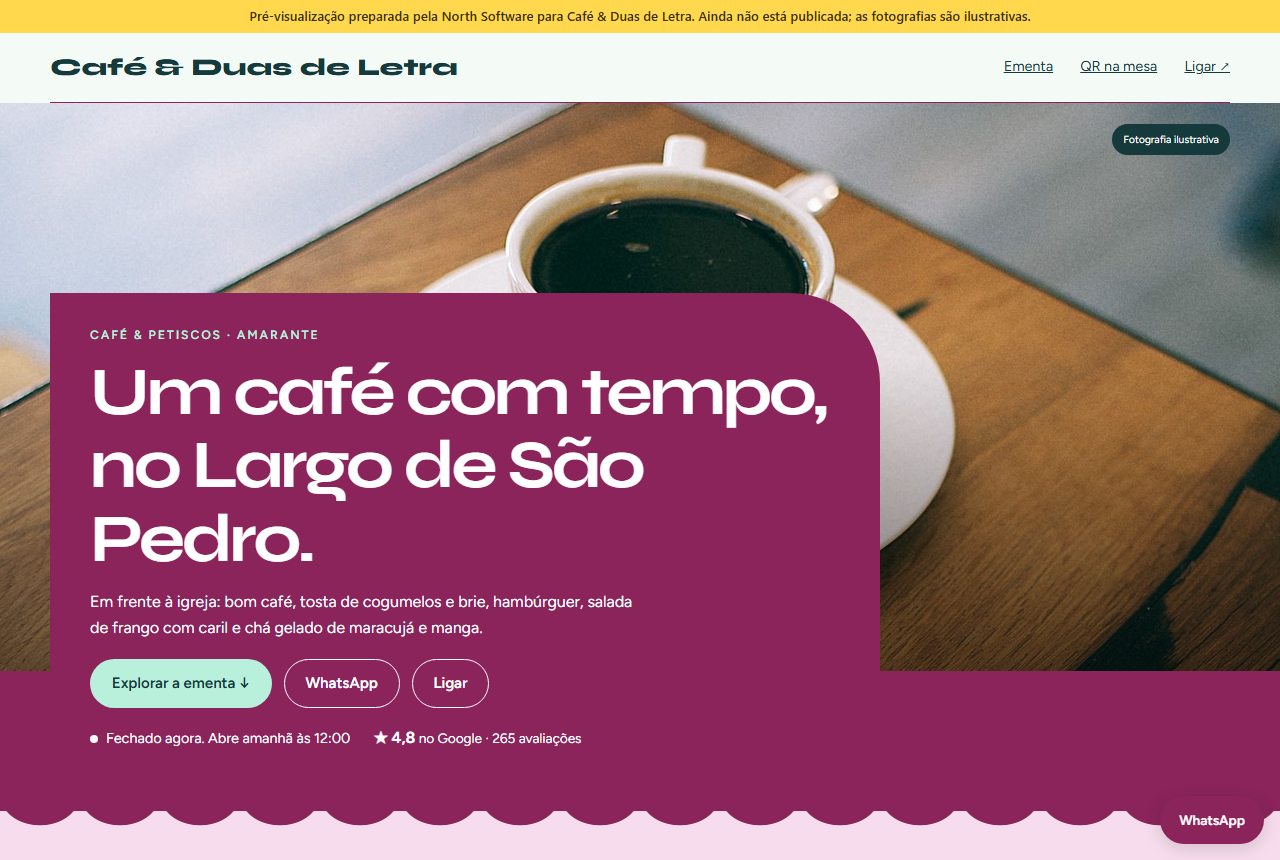 Pré-visualização preparada pela North Software para Café & Duas de Letra. Ainda não está publicada; as fotografias são ilustrativas.
Café & Duas de Letra
Ementa QR na mesa Ligar ↗
Fotografia ilustrativa
CAFÉ & PETISCOS · AMARANTE
Um café com tempo,
no Largo de São
Pedro.
Em frente à igreja: bom café, tosta de cogumelos e brie, hambúrguer, salada
de frango com caril e chá gelado de maracujá e manga.
Explorar a ementa ↓ WhatsApp Ligar
Fechado agora. Abre amanhã às 12:00 ★ 4,8 no Google · 265 avaliações
WhatsApp